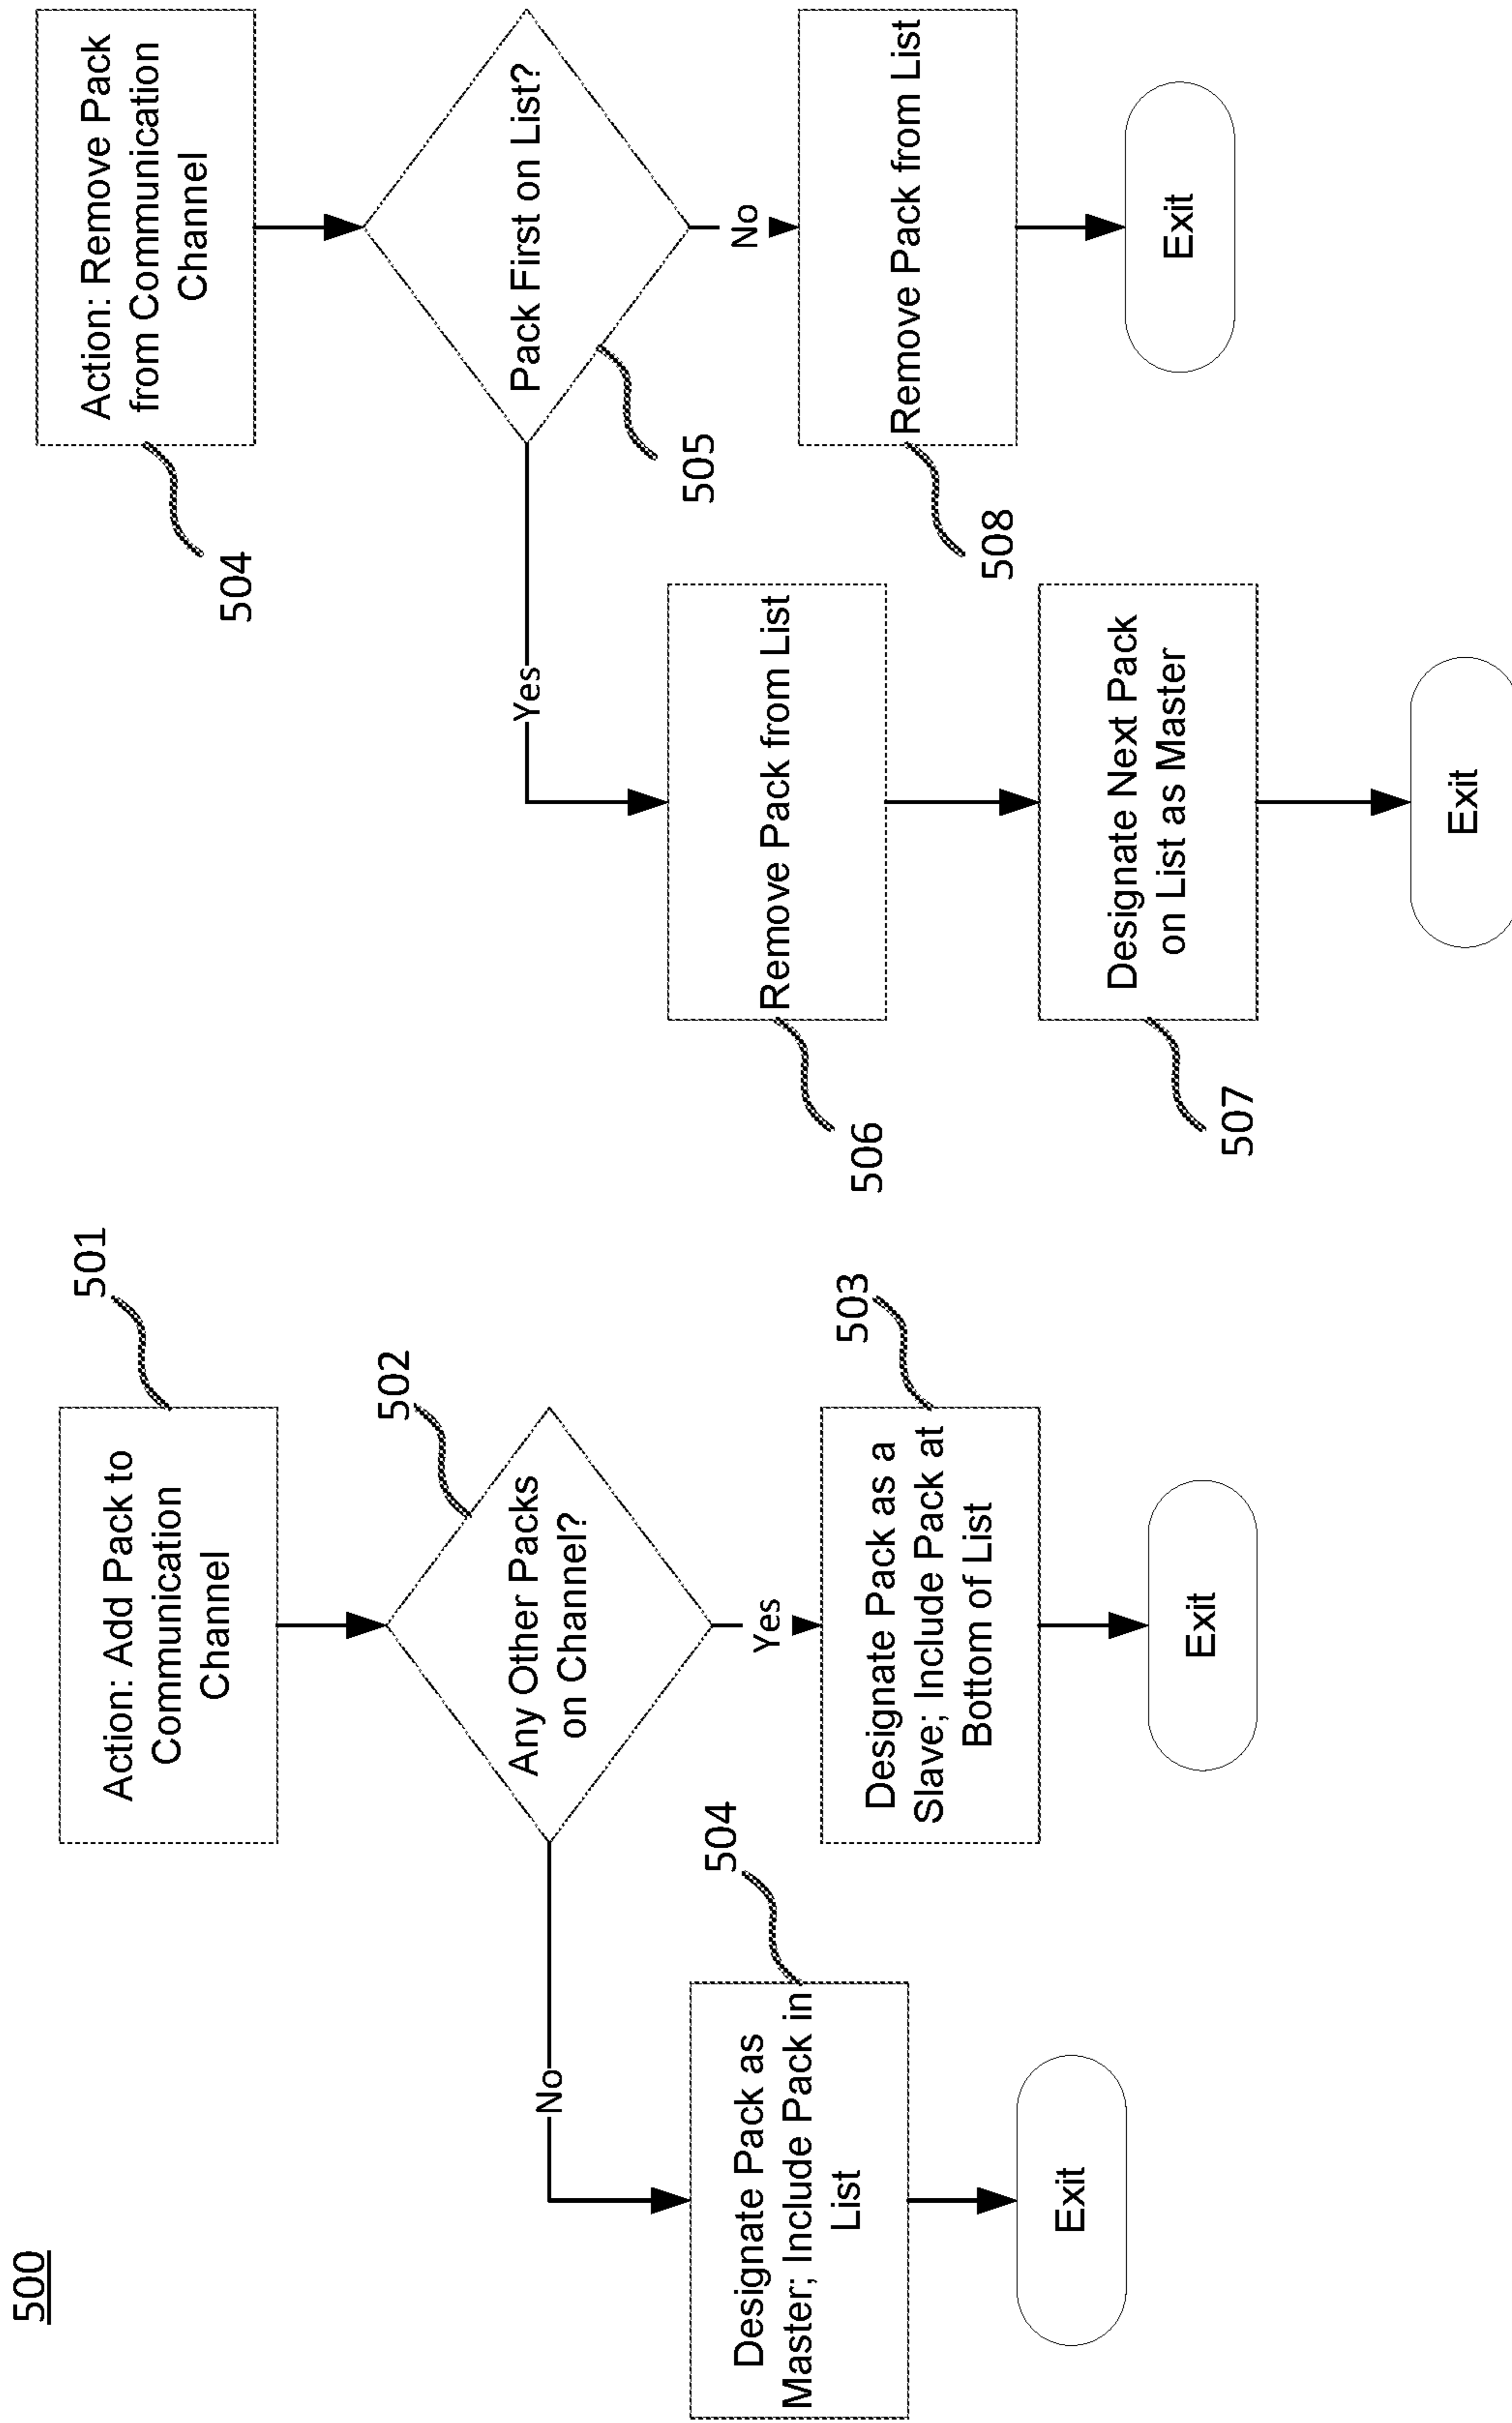 500
Action: Add Pack to
Communication
Channel
501
Any Other Packs
on Channel?
502
No
Yes
Designate Pack as
Master; Include Pack in
List
504
Designate Pack as a
Slave; Include Pack at
Bottom of List
503
Exit
Exit
Action: Remove Pack
from Communication
Channel
504
Pack First on List?
505
Yes
No
Remove Pack from List
506
Remove Pack from List
508
Designate Next Pack
on List as Master
507
Exit
Exit